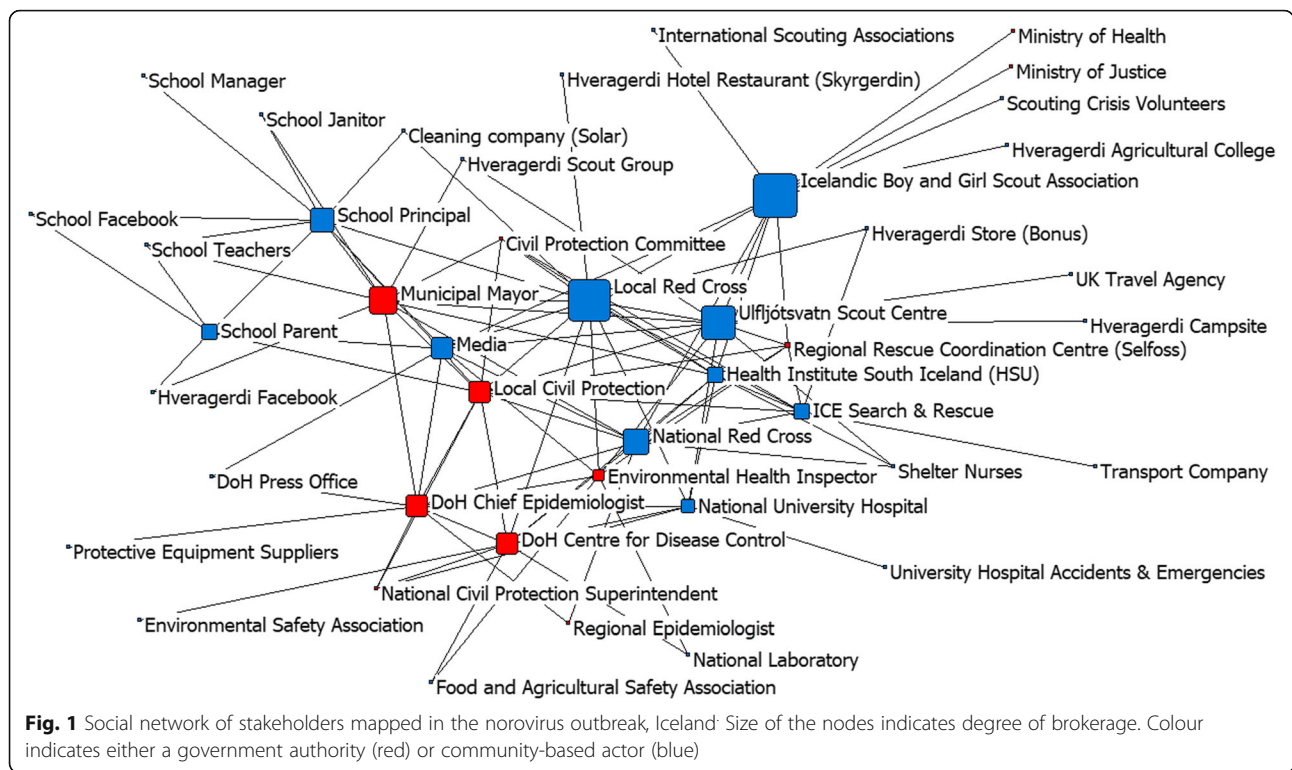 International Scouting Associations
Ministry of Health
Hveragerdi Hotel Restaurant (Skyrgerdin)
Ministry of Justice
School Manager
Scouting Crisis Volunteers
School Janitor
Cleaning company (Solar)
Hveragerdi Agricultural College
Hveragerdi Scout Group
Icelandic Boy and Girl Scout Association
School Facebook
School Principal
Hveragerdi Store (Bonus)
School Teachers
Civil Protection Committee
UK Travel Agency
Municipal Mayor
Local Red Cross
Ulfljótsvatn Scout Centre
Hveragerdi Campsite
School Parent
Media
Regional Rescue Coordination Centre (Selfoss)
Health Institute South Iceland (HSU)
Hveragerdi Facebook
Local Civil Protection
ICE Search & Rescue
National Red Cross
DoH Press Office
Environmental Health Inspector
Shelter Nurses
Transport Company
DoH Chief Epidemiologist
National University Hospital
Protective Equipment Suppliers
DoH Centre for Disease Control
University Hospital Accidents & Emergencies
National Civil Protection Superintendent
Environmental Safety Association
Regional Epidemiologist
National Laboratory
Food and Agricultural Safety Association
Fig. 1 Social network of stakeholders mapped in the norovirus outbreak, Iceland. Size of the nodes indicates degree of brokerage. Colour
indicates either a government authority (red) or community-based actor (blue)